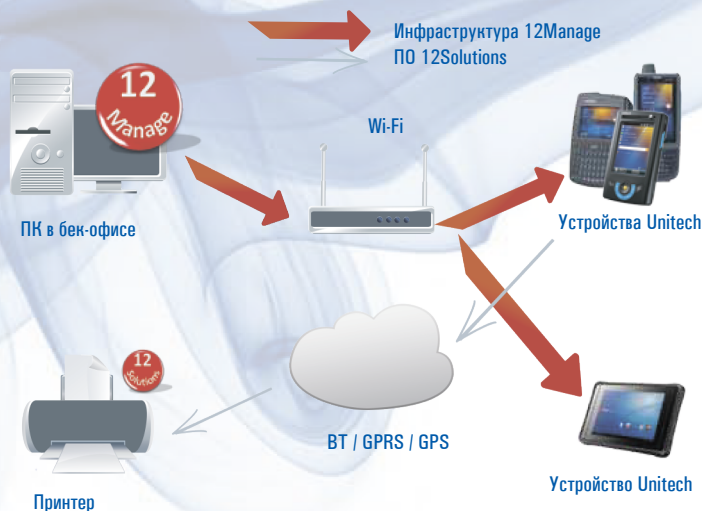 Инфраструктура 12Manage
ПО 12Solutions
12
Manage
Wi-Fi
ПК в бек-офисе
Устройства Unitech
12
Solutions
BT / GPRS / GPS
Устройство Unitech
Принтер